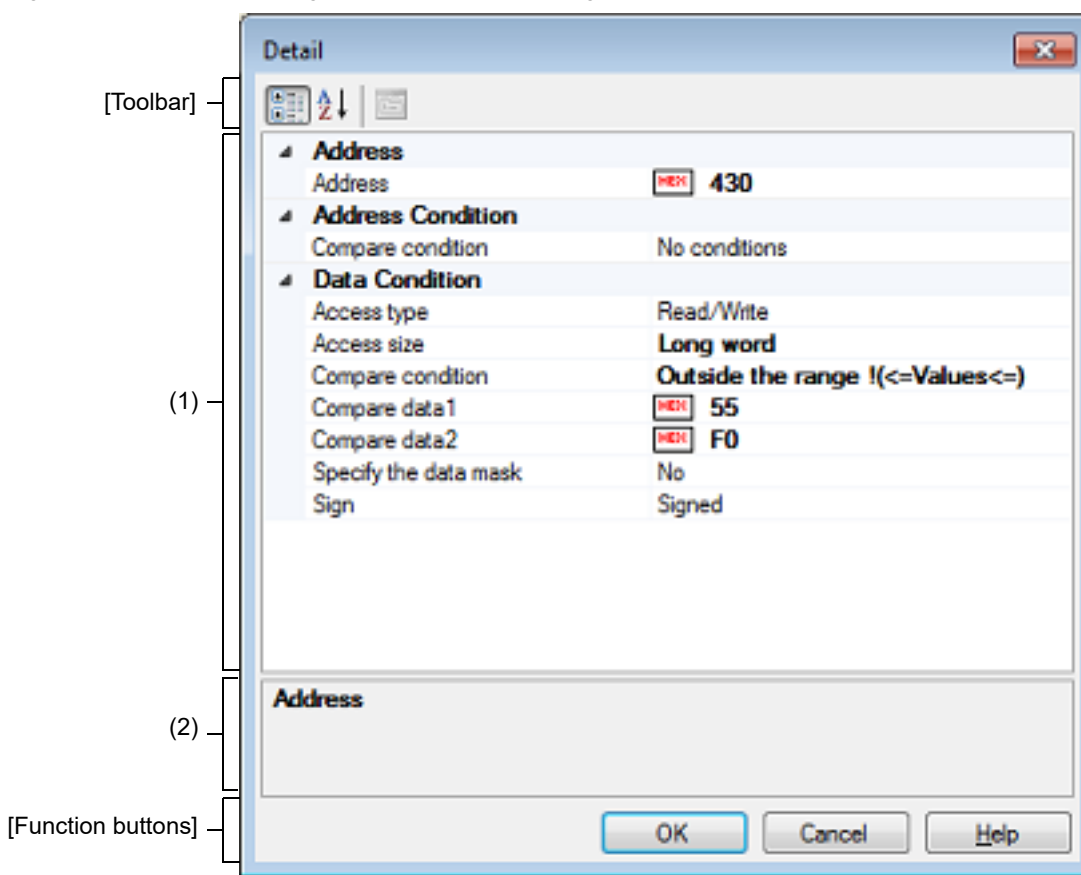 Detail
[Toolbar]
Address
Address HEX 430
Address Condition
Compare condition No conditions
Data Condition
Access type Read/Write
Access size Long word
Compare condition Outside the range !(<=Values<=)
(1)
Compare data1 HEX 55
Compare data2 HEX F0
Specify the data mask No
Sign Signed
Address
(2)
[Function buttons]
OK Cancel Help